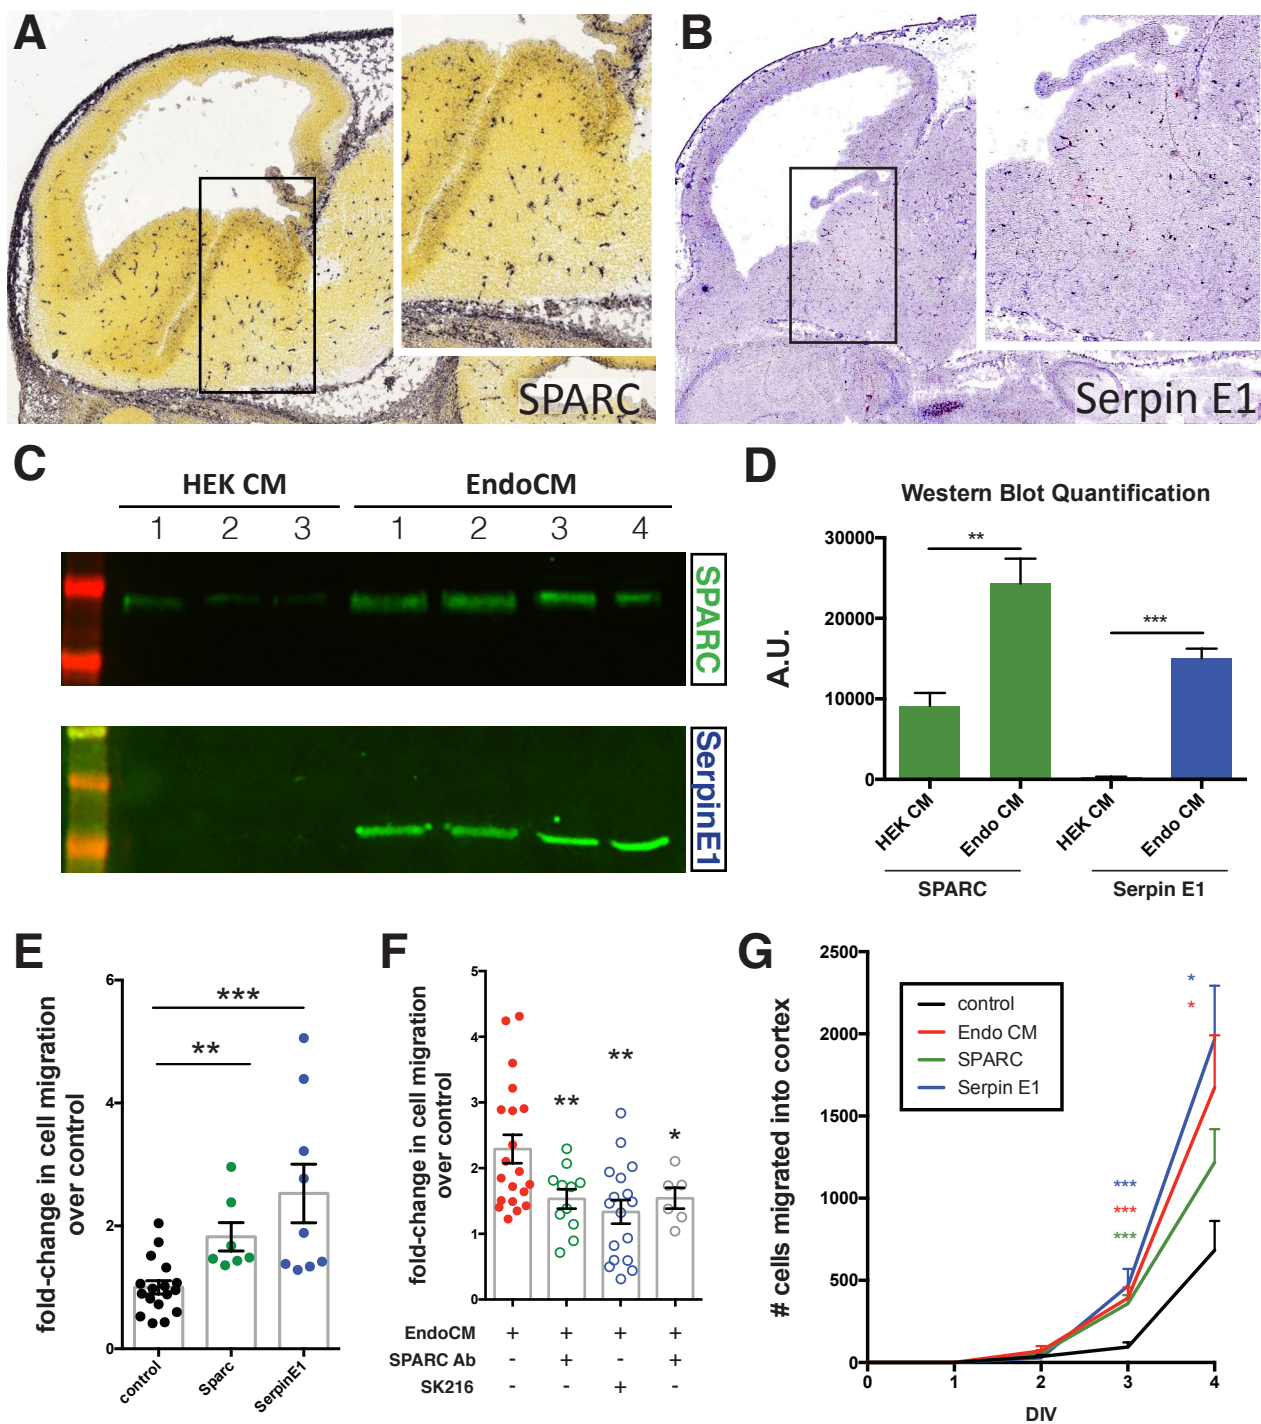 A
B
SPARC
Serpin E1
C
HEK CM
EndoCM
1 2 3 1 2 3 4
SPARC
SerpinE1
D
Western Blot Quantification
A.U.
30000
20000
10000
0
**
***
HEK CM
Endo CM
HEK CM
Endo CM
SPARC
Serpin E1
E
fold-change in cell migration
over control
6
4
2
0
***
**
control
Sparc
SerpinE1
F
fold-change in cell migration
over control
5
4
3
2
1
0
**
**
*
EndoCM + + + +
SPARC Ab - + - +
SK216 - - + -
G
# cells migrated into cortex
2500
2000
1500
1000
500
0
control
Endo CM
SPARC
Serpin E1
*
*
***
***
***
0 1 2 3 4
DIV